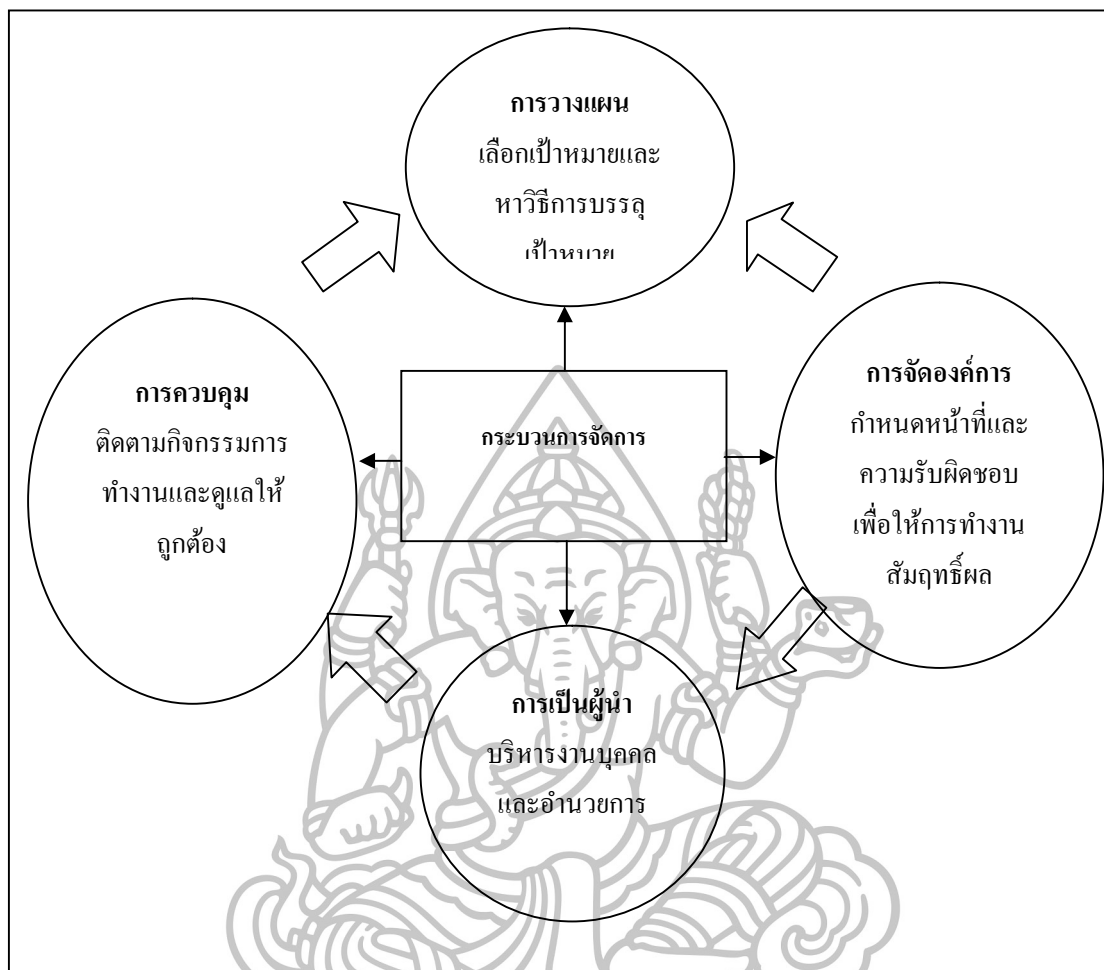 การวางแผน
เลือกเป้าหมายและ
หาวิธีการบรรลุ
เป้าหมาย
การควบคุม
ติดตามกิจกรรมการ
ทำงานและดูแลให้
ถูกต้อง
กระบวนการจัดการ
การจัดองค์การ
กำหนดหน้าที่และ
ความรับผิดชอบ
เพื่อให้การทำงาน
สัมฤทธิ์ผล
การเป็นผู้นำ
บริหารงานบุคคล
และอำนวยการ